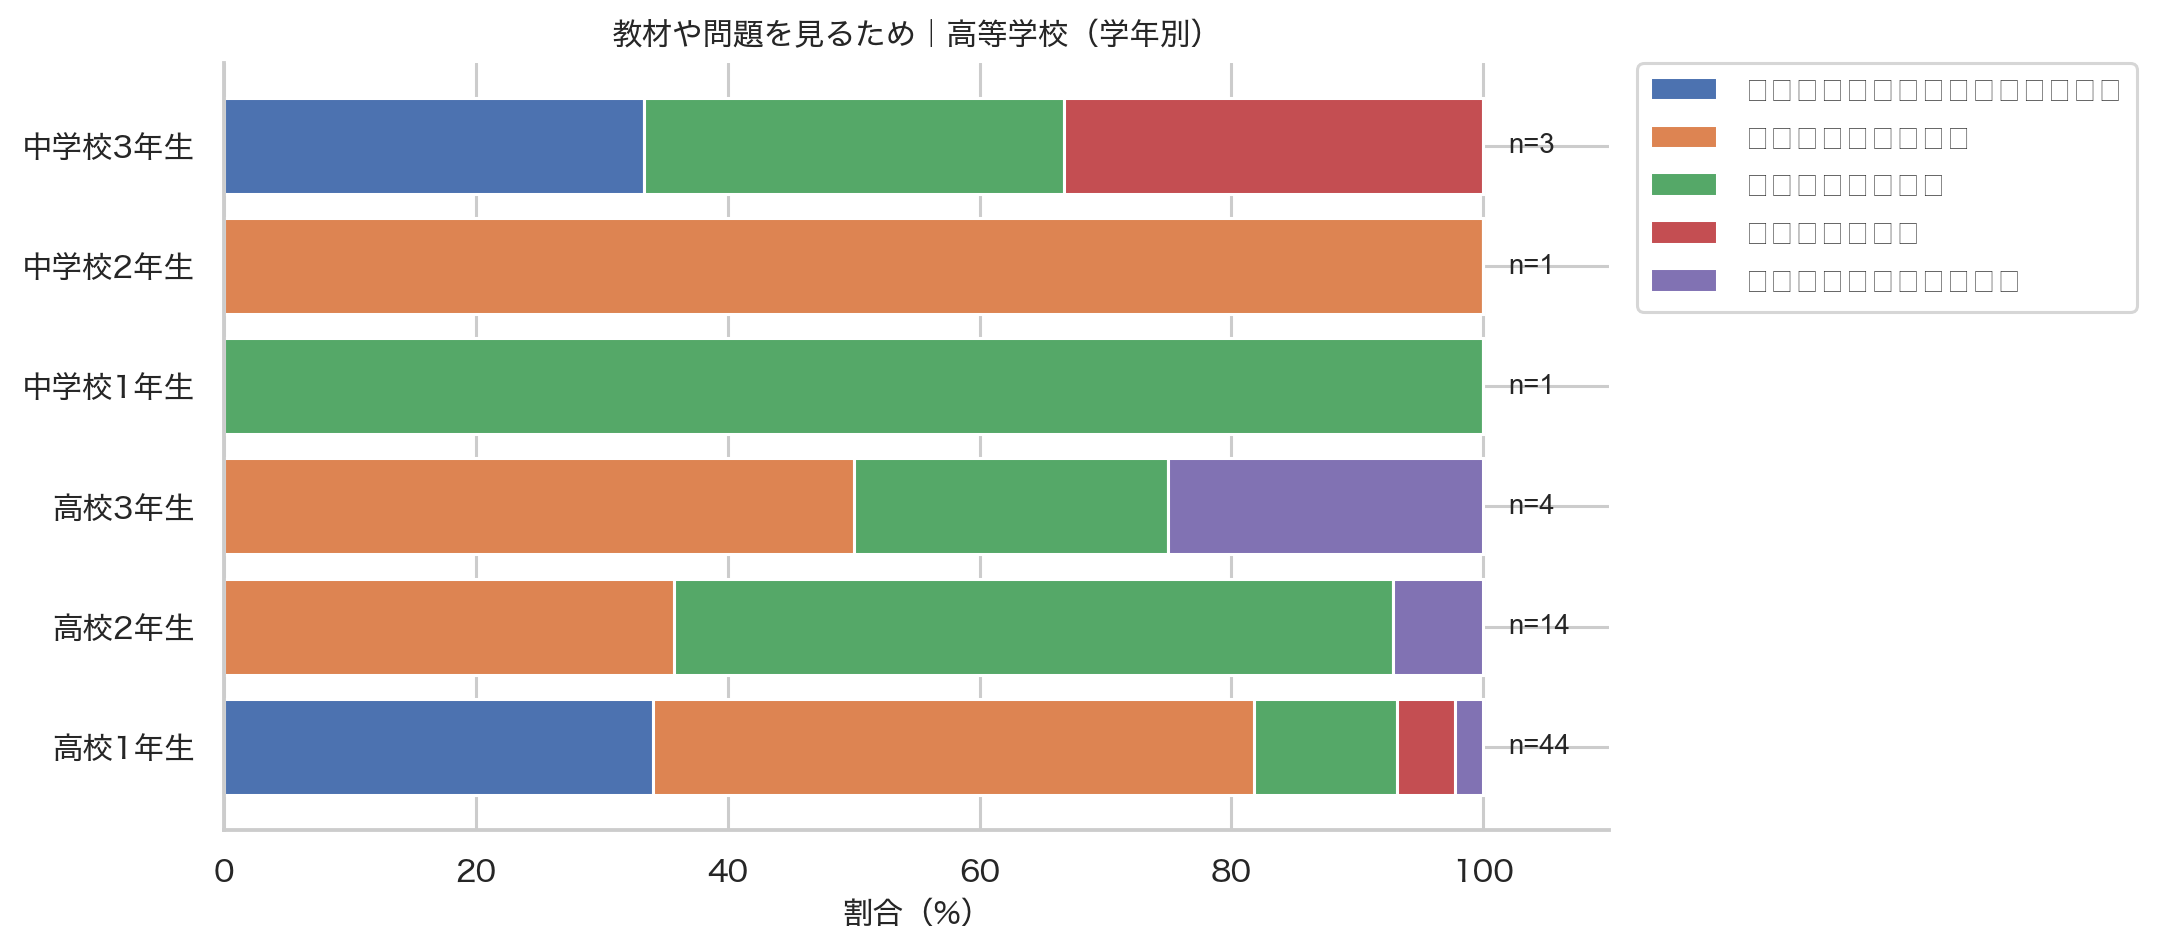 教材や問題を見るため｜高等学校（学年別）
中学校3年生
n=3
中学校2年生
n=1
中学校1年生
n=1
高校3年生
n=4
高校2年生
n=14
高校1年生
n=44
0 20 40 60 80 100
割合（%）